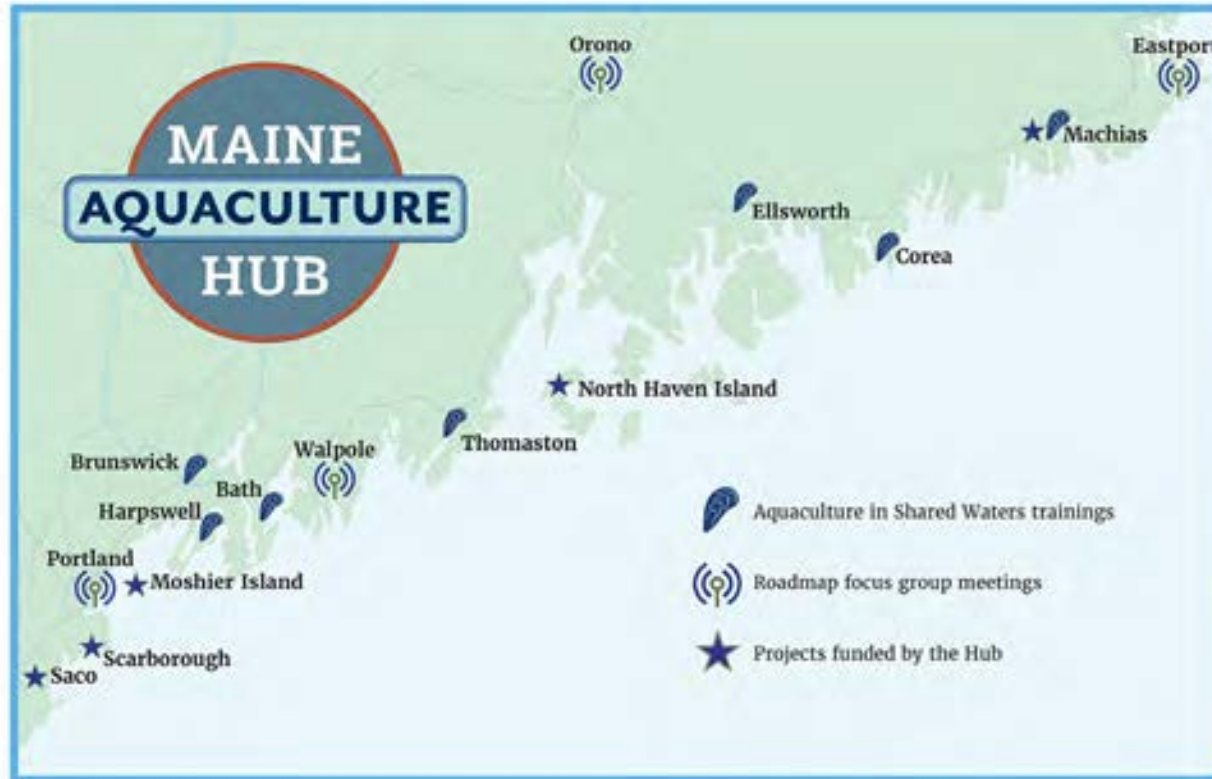 Orono
Eastport
MAINE
AQUACULTURE
HUB
Machias
Ellsworth
Corea
North Haven Island
Thomaston
Walpole
Brunswick
Bath
Harpswell
Portland
Moshier Island
Scarborough
Saco
Aquaculture in Shared Waters trainings
Roadmap focus group meetings
Projects funded by the Hub